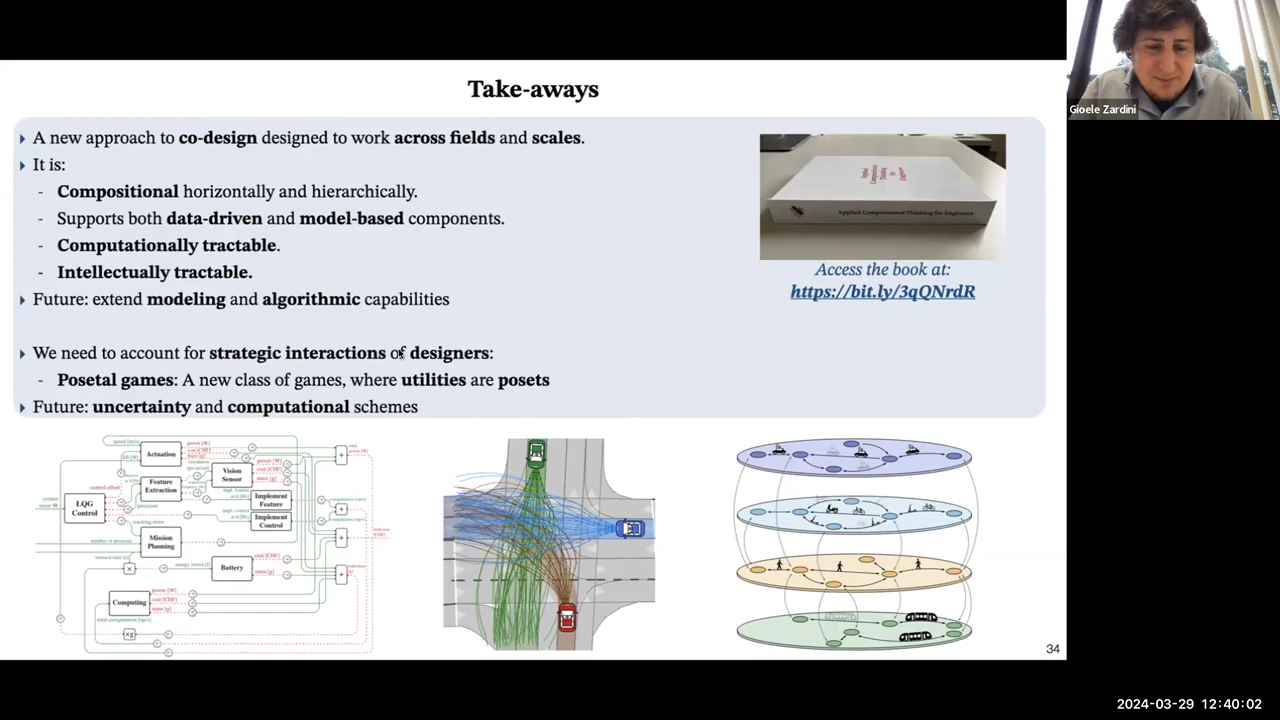 Take-aways
Gioele Zardini
A new approach to co-design designed to work across fields and scales.
It is:
- Compositional horizontally and hierarchically.
- Supports both data-driven and model-based components.
- Computationally tractable.
- Intellectually tractable.
Future: extend modeling and algorithmic capabilities
Applied Compositional Thinking for Engineers
Access the book at:
https://bit.ly/3qQNrdR
We need to account for strategic interactions of designers:
- Posetal games: A new class of games, where utilities are posets
Future: uncertainty and computational schemes
Actuation
Feature
Extraction
Vision
Sensor
LQG
Control
Implement
Feature
Implement
Control
Mission
Planning
Battery
Computing
power [W]
cost [CHF]
mass [g]
34
2024-03-29 12:40:02